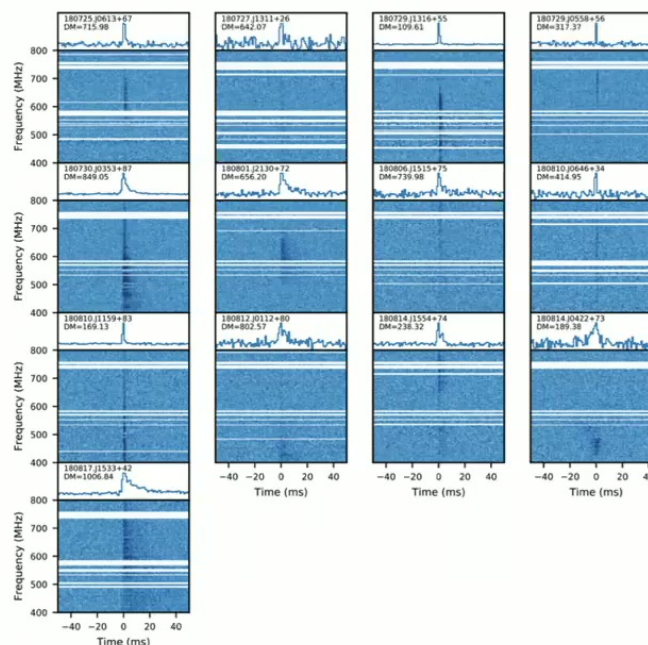 180725.J0613+67
DM=715.98
180727.J1311+26
DM=642.07
180729.J1316+55
DM=109.61
180729.J0558+56
DM=317.37
800
700
600
500
400
Frequency (MHz)
180730.J0353+87
DM=849.05
180801.J2130+72
DM=656.20
180806.J1515+75
DM=739.98
180810.J0646+34
DM=414.95
800
700
600
500
400
Frequency (MHz)
180810.J1159+83
DM=169.13
180812.J0112+80
DM=802.57
180814.J1554+74
DM=238.32
180814.J0422+73
DM=189.38
800
700
600
500
400
Frequency (MHz)
−40 −20 0 20 40
Time (ms)
−40 −20 0 20 40
Time (ms)
−40 −20 0 20 40
Time (ms)
180817.J1533+42
DM=1006.84
800
700
600
500
400
Frequency (MHz)
−40 −20 0 20 40
Time (ms)